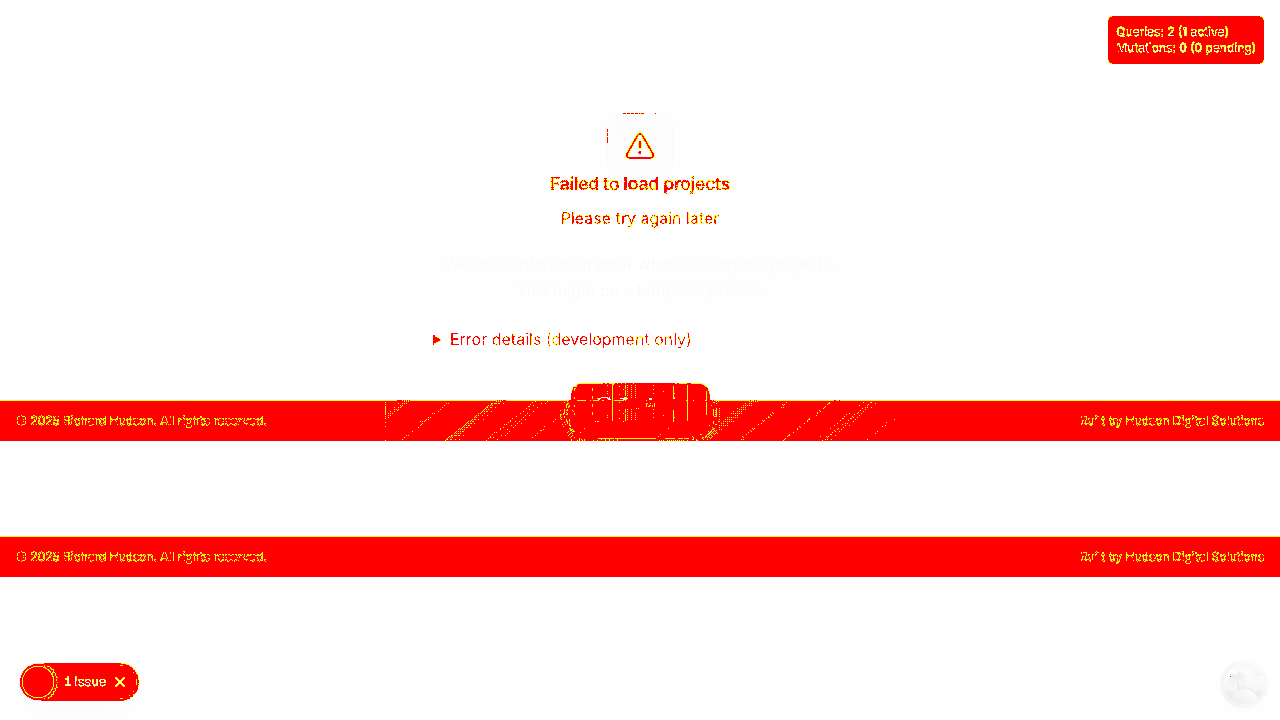 Queries: 2 (1 active)
Mutations: 0 (0 pending)
Failed to load projects
Please try again later
We encountered an error while loading the projects.
This might be a temporary issue.
Error details (development only)
© 2025 Richard Hudson. All rights reserved.
Built by Hudson Digital Solutions
© 2025 Richard Hudson. All rights reserved.
Built by Hudson Digital Solutions
1 Issue